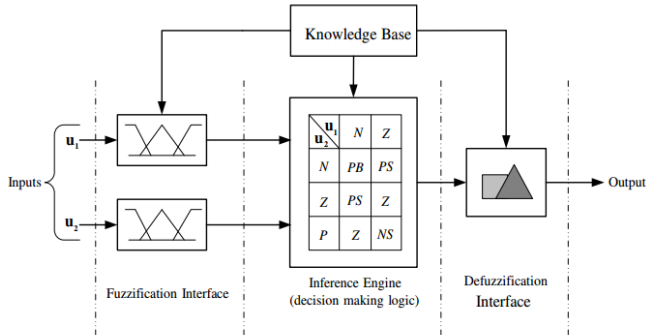 Knowledge Base
Inputs
u₁
u₂
u₁
u₂
N
Z
N
PB
PS
Z
PS
Z
P
Z
NS
Output
Fuzzification Interface
Inference Engine
(decision making logic)
Defuzzification
Interface